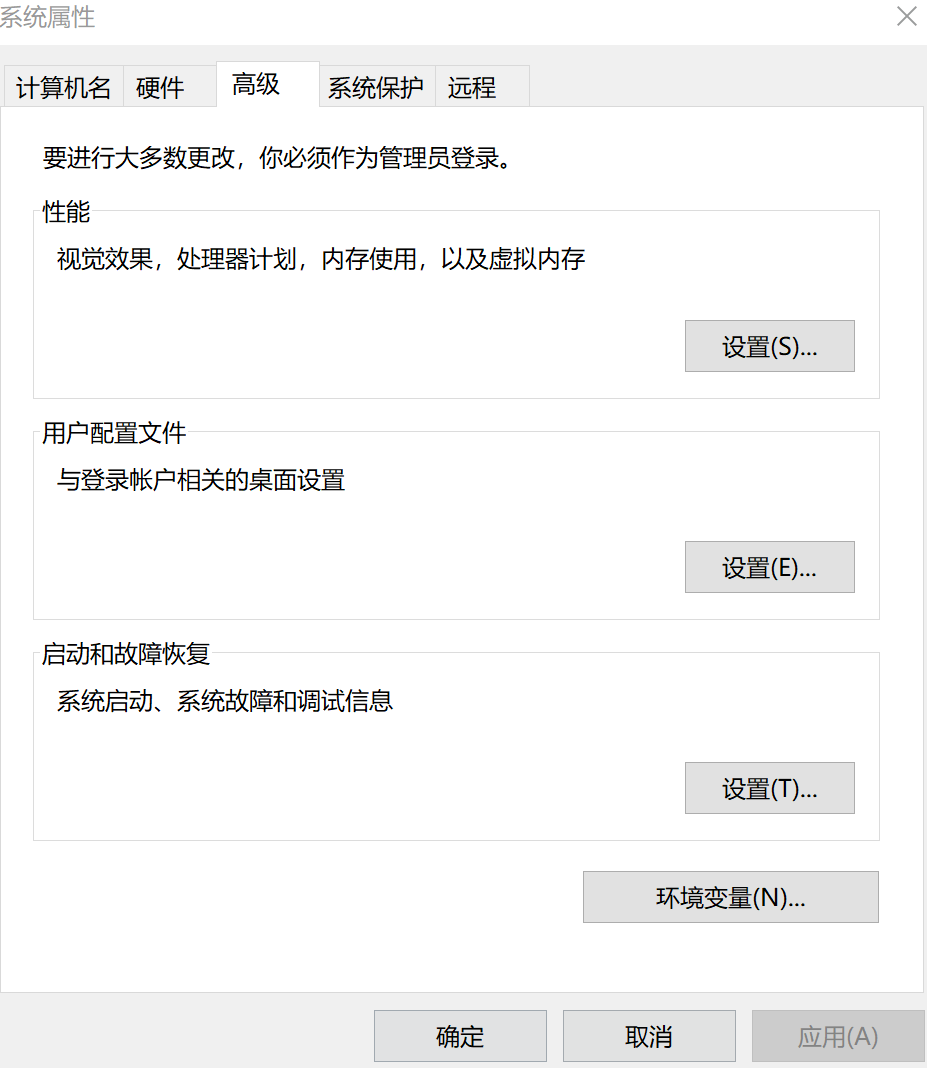 系统属性
计算机名 硬件 高级 系统保护 远程
要进行大多数更改，你必须作为管理员登录。
性能
视觉效果，处理器计划，内存使用，以及虚拟内存
设置(S)...
用户配置文件
与登录帐户相关的桌面设置
设置(E)...
启动和故障恢复
系统启动、系统故障和调试信息
设置(T)...
环境变量(N)...
确定 取消 应用(A)